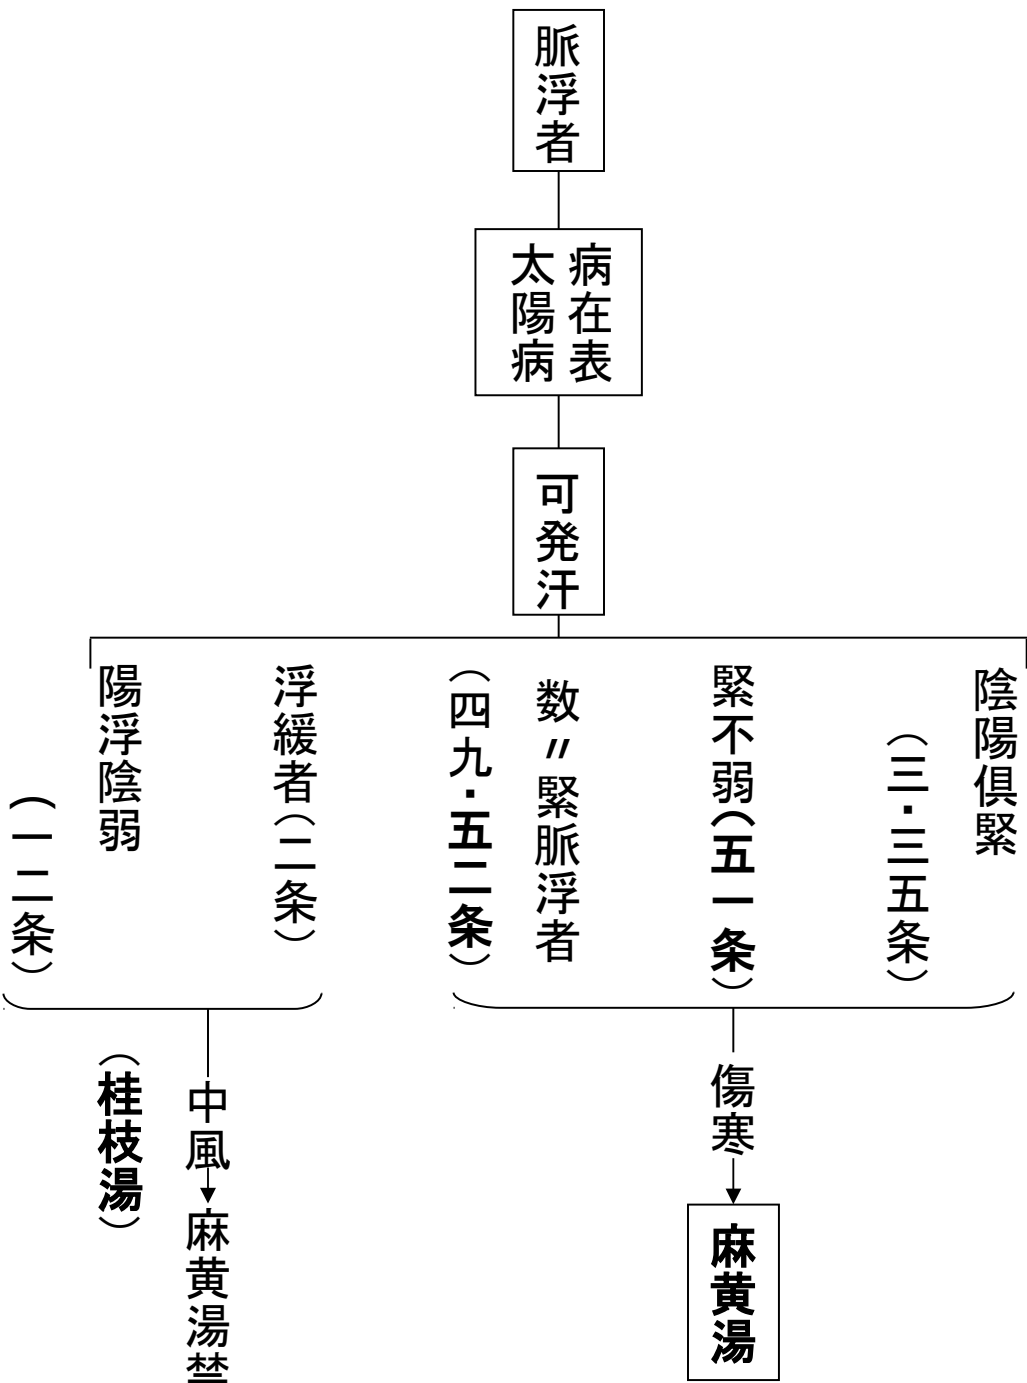 脈浮者
病在表
太陽病
可発汗
陰陽倶緊
（三・三五条）
緊不弱（五一条）
数〃緊脈浮者
（四九・五二条）
浮緩者（二条）
陽浮陰弱
（一二条）
傷寒
麻黄湯
中風
麻黄湯禁
（桂枝湯）